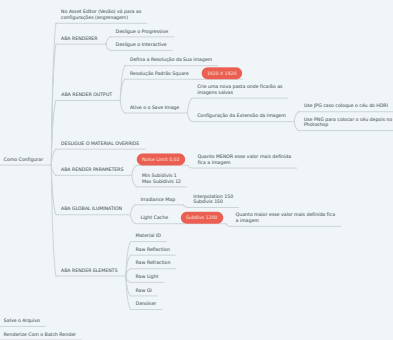 No Asset Editor (Vesão) vá para as
configurações (engrenagem)
ABA RENDERER
Desligue o Progressive
Desligue o Interactive
ABA RENDER OUTPUT
Defina a Resolução da Sua imagem
Resolução Padrão Square
1920 X 1920
Ative o o Save Image
Crie uma nova pasta onde ficarão as
imagens salvas
Configuração da Extensão da Imagem
Use JPG caso coloque o céu do HDRI
Use PNG para colocar o céu depois no
Photoshop
Como Configurar
DESLIGUE O MATERIAL OVERRIDE
ABA RENDER PARAMETERS
Noise Limit 0,02
Quanto MENOR esse valor mais definida
fica a imagem
Min Subidivis 1
Max Subidivis 12
ABA GLOBAL ILUMINATION
Irradiance Map
Interpolation 150
Subdivis 150
Light Cache
Subdivs 1200
Quanto maior esse valor mais definida fica
a imagem
ABA RENDER ELEMENTS
Material ID
Raw Reflection
Raw Refraction
Raw Light
Raw GI
Denoiser
Salve o Arquivo
Renderize Com o Batch Render